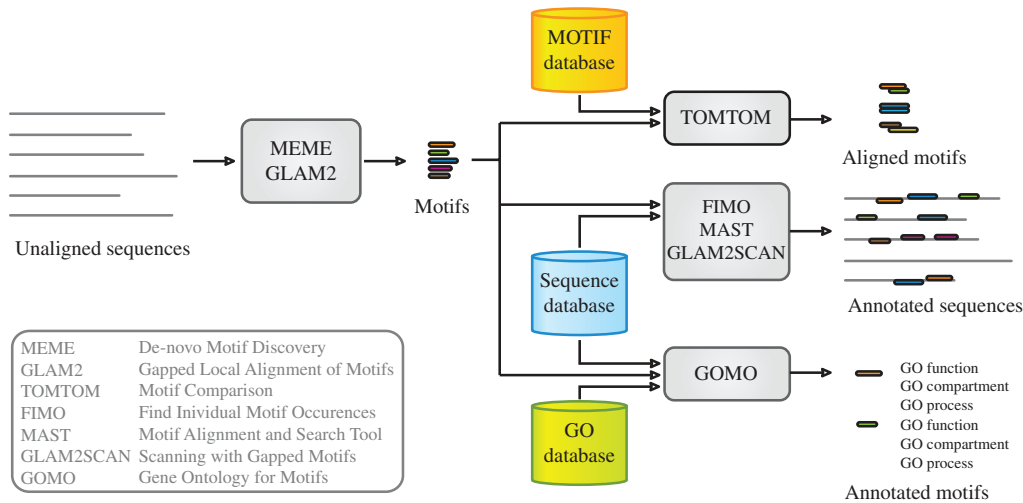 MOTIF
database
TOMTOM
Aligned motifs
MEME
GLAM2
Motifs
Unaligned sequences
FIMO
MAST
GLAM2SCAN
Annotated sequences
Sequence
database
GOMO
GO
database
GO function
GO compartment
GO process
GO function
GO compartment
GO process
Annotated motifs
MEME De-novo Motif Discovery
GLAM2 Gapped Local Alignment of Motifs
TOMTOM Motif Comparison
FIMO Find Inividual Motif Occurences
MAST Motif Alignment and Search Tool
GLAM2SCAN Scanning with Gapped Motifs
GOMO Gene Ontology for Motifs